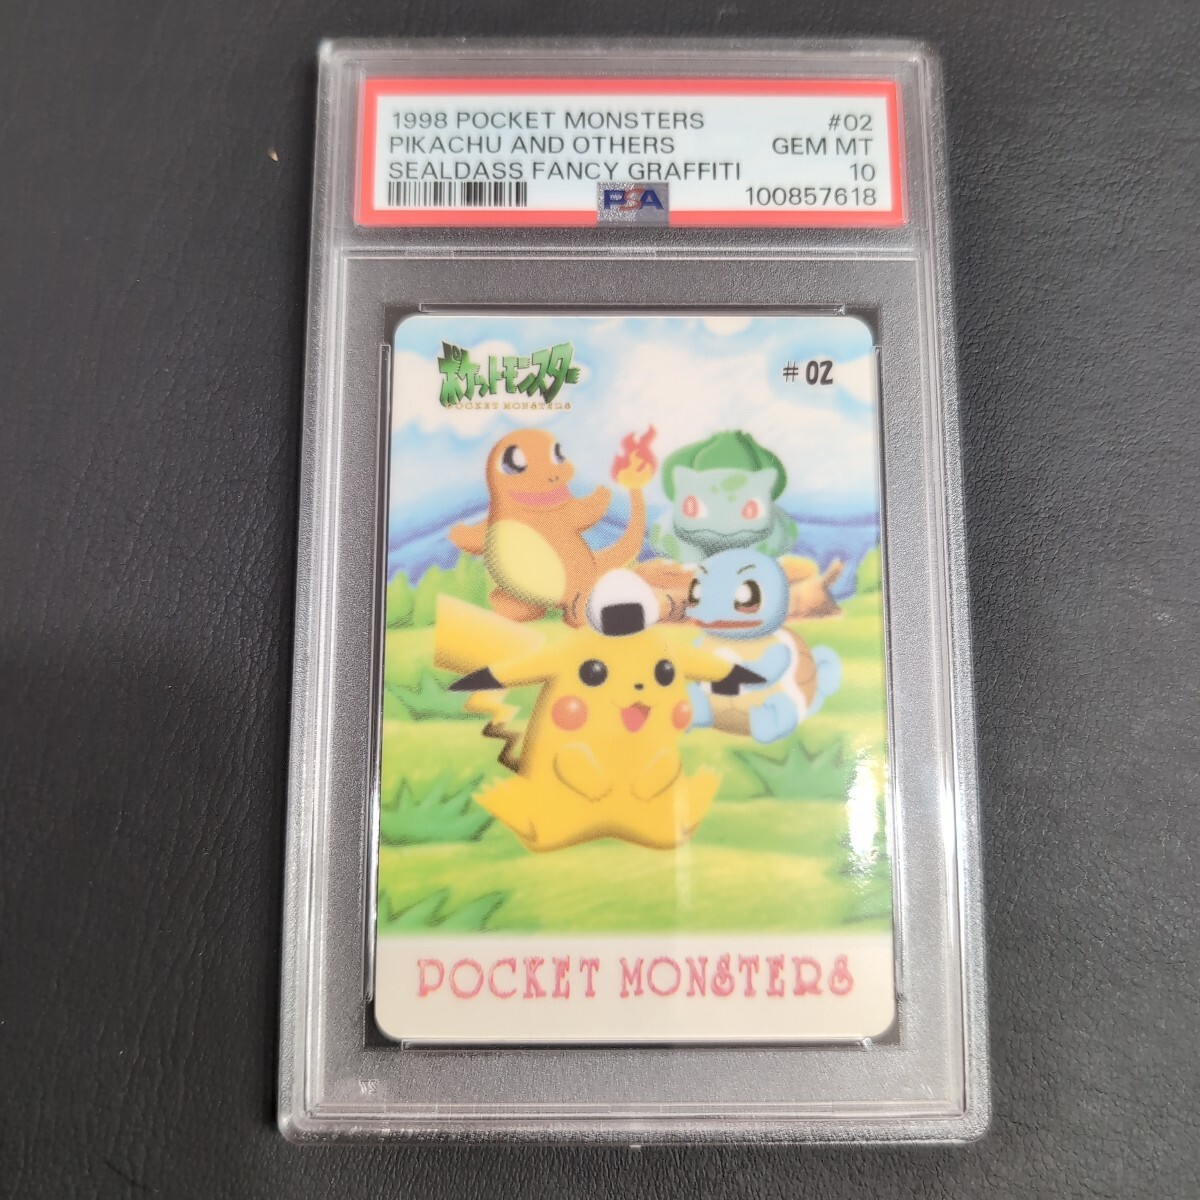 1998 POCKET MONSTERS #02
PIKACHU AND OTHERS GEM MT
SEALDASS FANCY GRAFFITI 10
PSA 100857618
ポケットモンスター
POCKET MONSTERS
# 02
POCKET MONSTERS